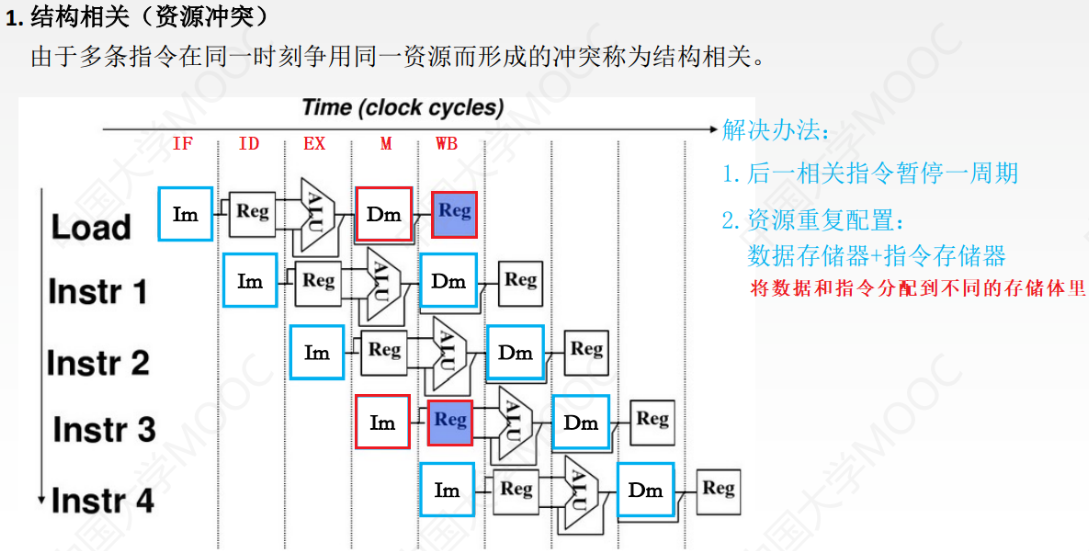 1. 结构相关（资源冲突）
由于多条指令在同一时刻争用同一资源而形成的冲突称为结构相关。
Time (clock cycles)
IF ID EX M WB
解决办法：
1. 后一相关指令暂停一周期
2. 资源重复配置：
数据存储器+指令存储器
将数据和指令分配到不同的存储体里
Load Im Reg ALU Dm Reg
Instr 1 Im Reg ALU Dm Reg
Instr 2 Im Reg ALU Dm Reg
Instr 3 Im Reg ALU Dm Reg
Instr 4 Im Reg ALU Dm Reg
中国大学MOOC